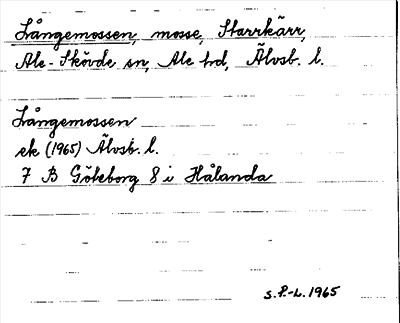 Långemossen, mosse, Starrkärr,
Ale-Skövde sn, Ale hd, Älvsb. l.
Långemossen
ek (1965) Älvsb. l.
7 B Göteborg 8 i Hålanda
S.P.-L. 1965